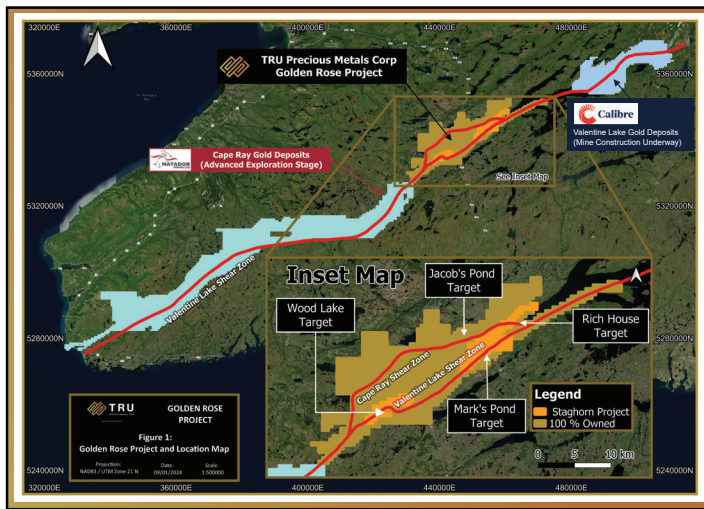 320000E 360000E 400000E 440000E 480000E
5360000N
5360000N
TRU Precious Metals Corp
Golden Rose Project
Calibre
Valentine Lake Gold Deposits
(Mine Construction Underway)
MATADOR
Cape Ray Gold Deposits
(Advanced Exploration Stage)
See Inset Map
5320000N
5320000N
Valentine Lake Shear Zone
Inset Map
Jacob's Pond
Target
Wood Lake
Target
Rich House
Target
5280000N
5280000N
Cape Ray Shear Zone
Valentine Lake Shear Zone
Mark's Pond
Target
Legend
Staghorn Project
100 % Owned
0 5 10 km
TRU
GOLDEN ROSE
PROJECT
Figure 1:
Golden Rose Project and Location Map
Projection:
NAD83 / UTM Zone 21 N
Date:
09/01/2024
Scale:
1:500000
5240000N
5240000N
320000E 360000E 400000E 440000E 480000E